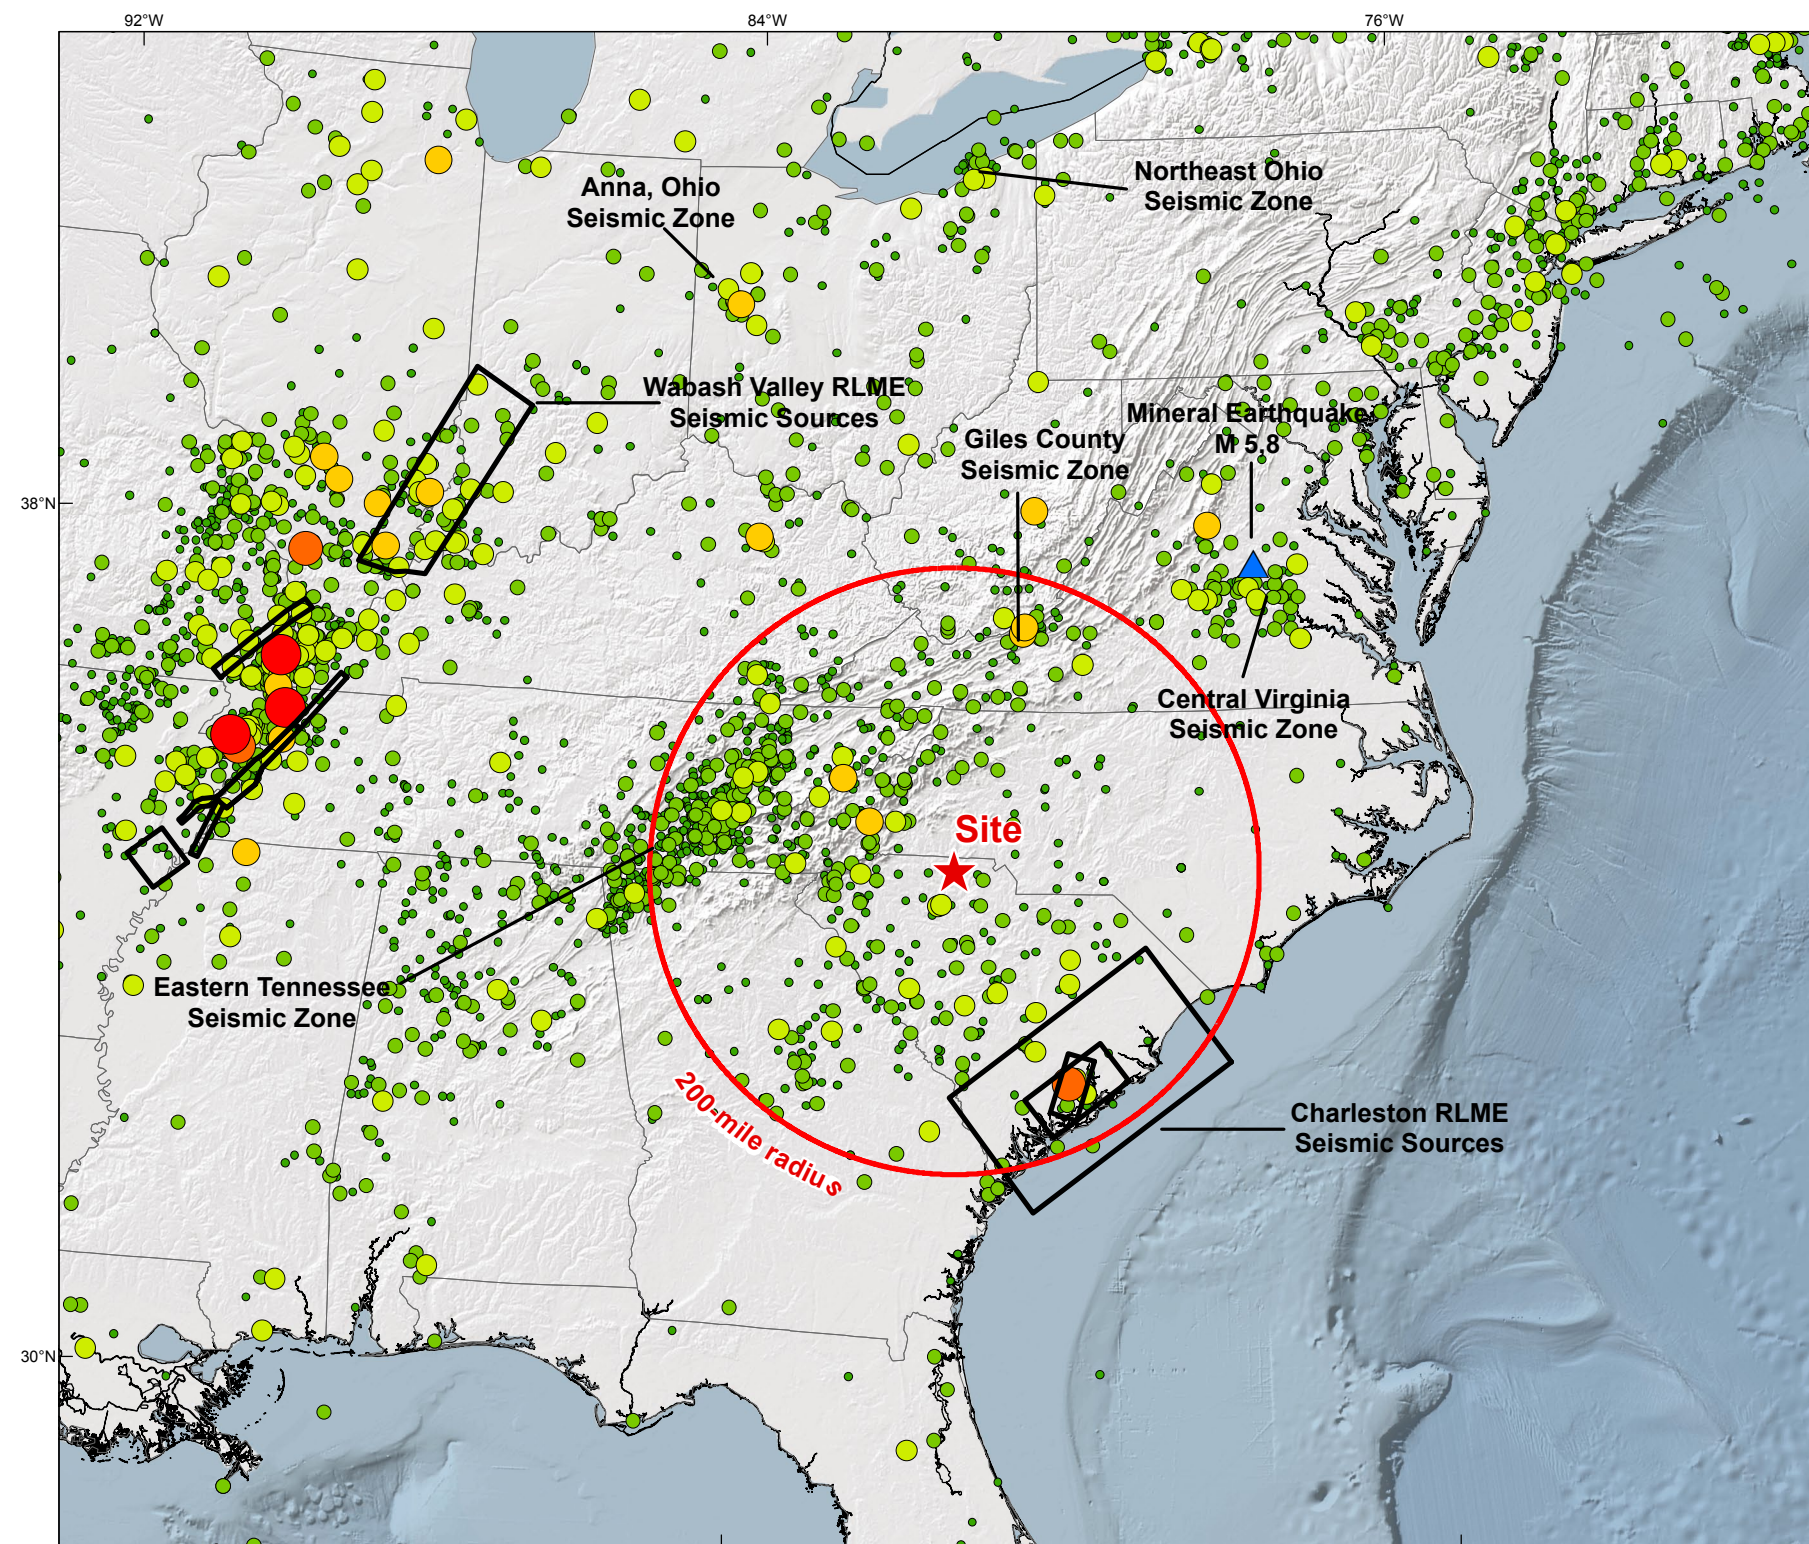 92°W
84°W
76°W
Northeast Ohio
Seismic Zone
Anna, Ohio
Seismic Zone
Wabash Valley RLME
Seismic Sources
Mineral Earthquake
M 5.8
Giles County
Seismic Zone
38°N
Central Virginia
Seismic Zone
Site
Eastern Tennessee
Seismic Zone
200-mile radius
Charleston RLME
Seismic Sources
30°N